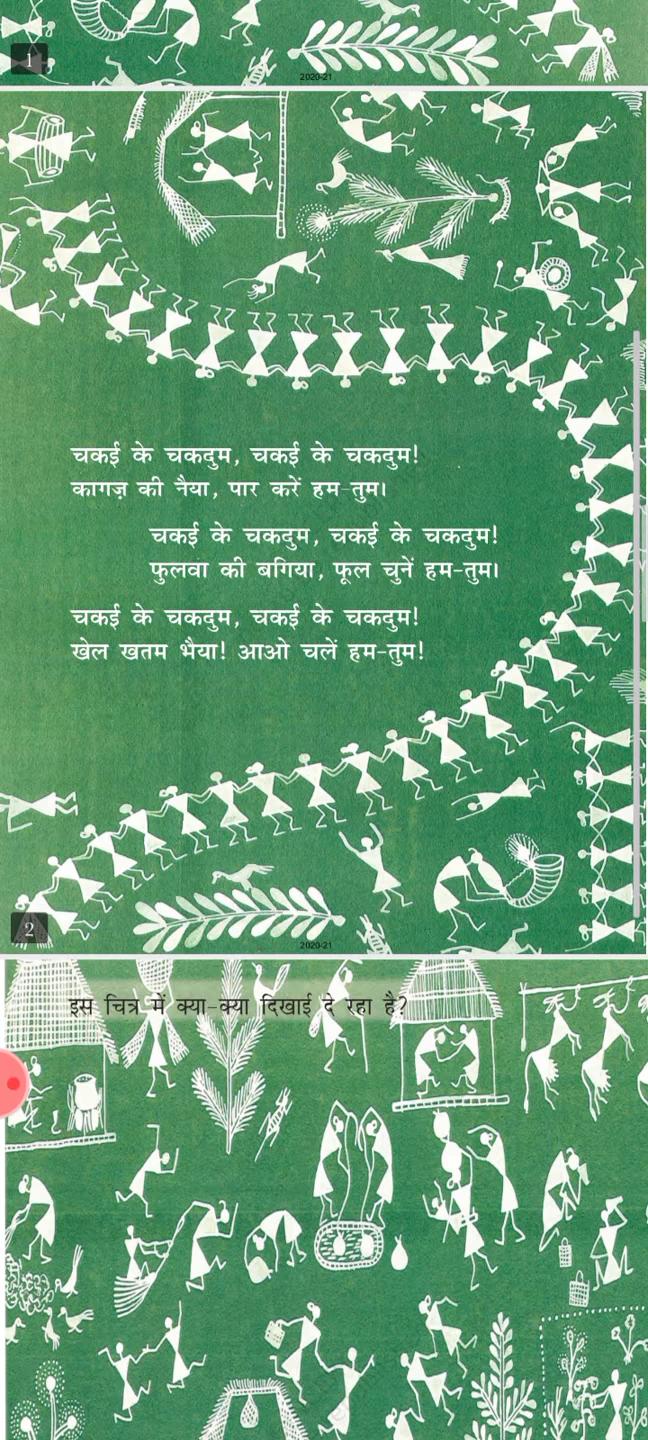 1
2020-21
चकई के चकदुम, चकई के चकदुम!
कागज़ की नैया, पार करें हम-तुम।
चकई के चकदुम, चकई के चकदुम!
फुलवा की बगिया, फूल चुनें हम-तुम।
चकई के चकदुम, चकई के चकदुम!
खेल खतम भैया! आओ चलें हम-तुम!
2
2020-21
इस चित्र में क्या-क्या दिखाई दे रहा है?